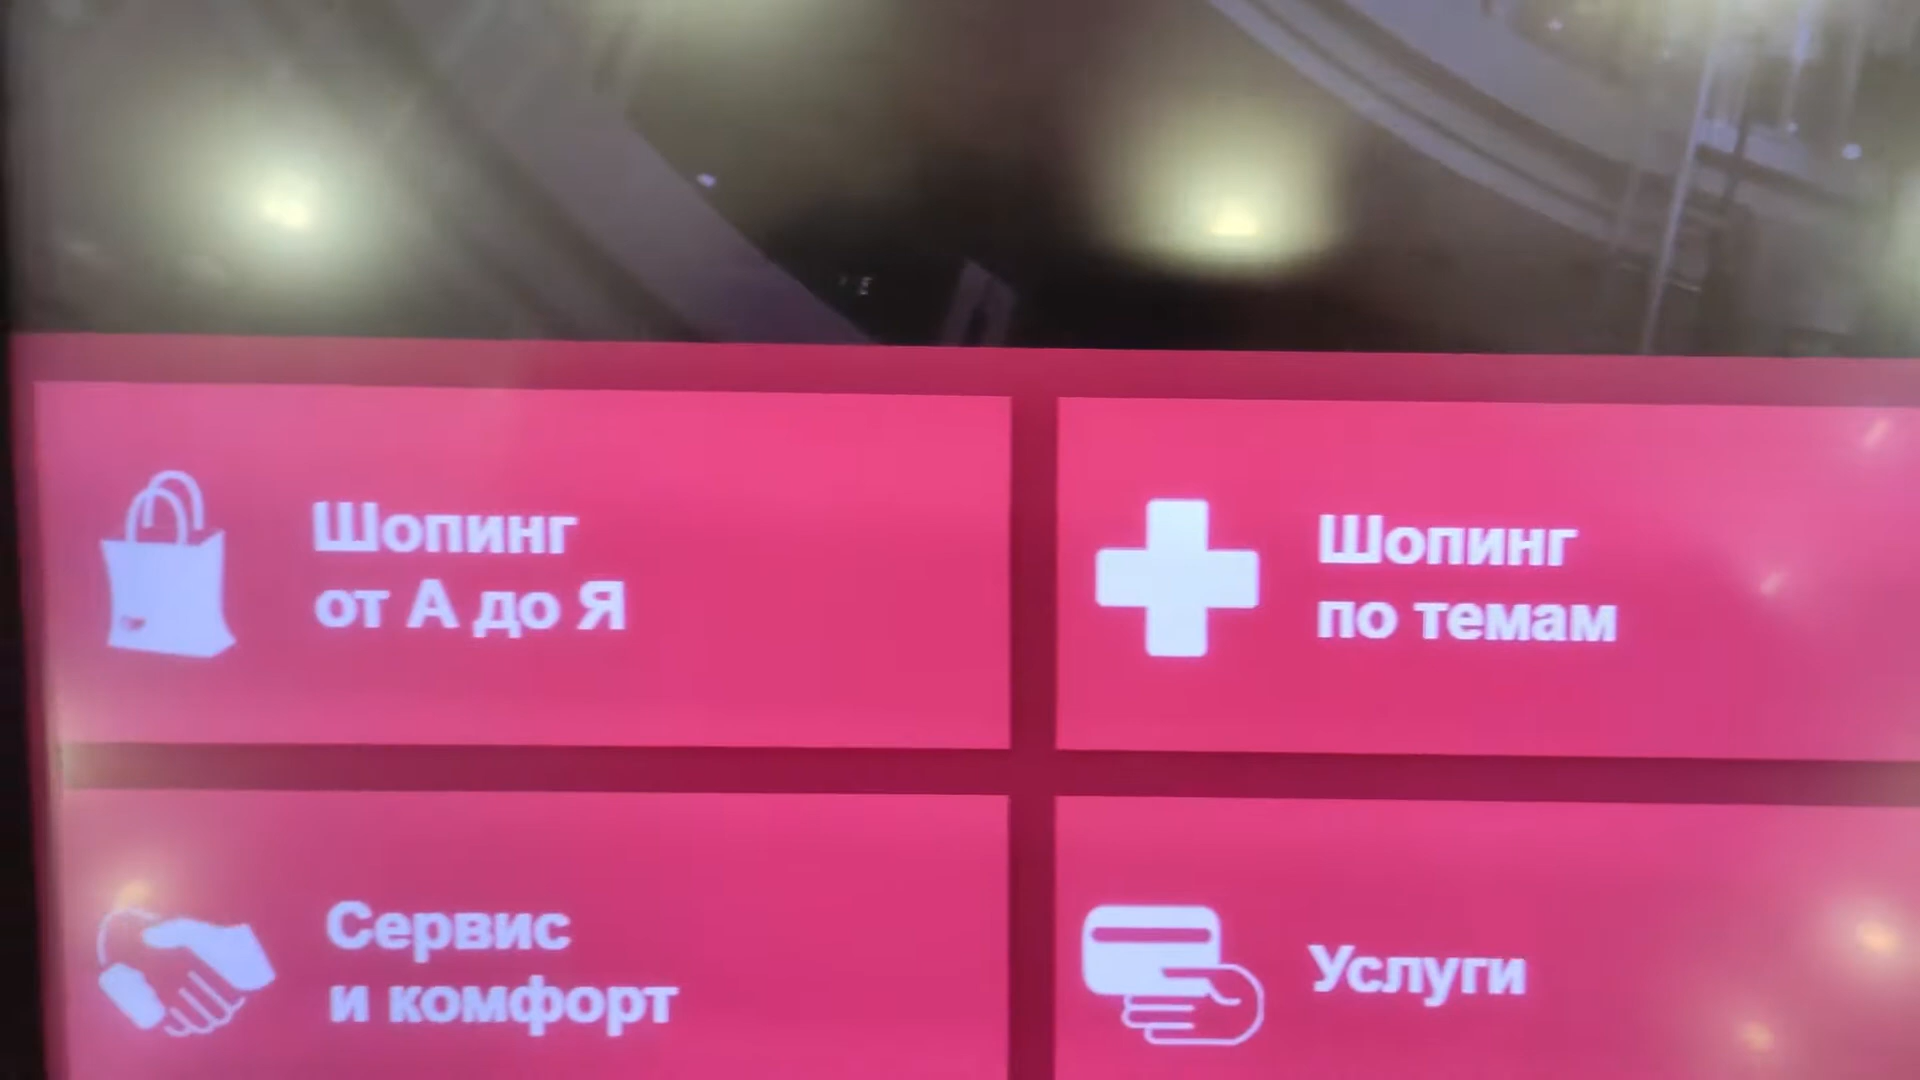 Шопинг
от А до Я
Шопинг
по темам
Сервис
и комфорт
Услуги